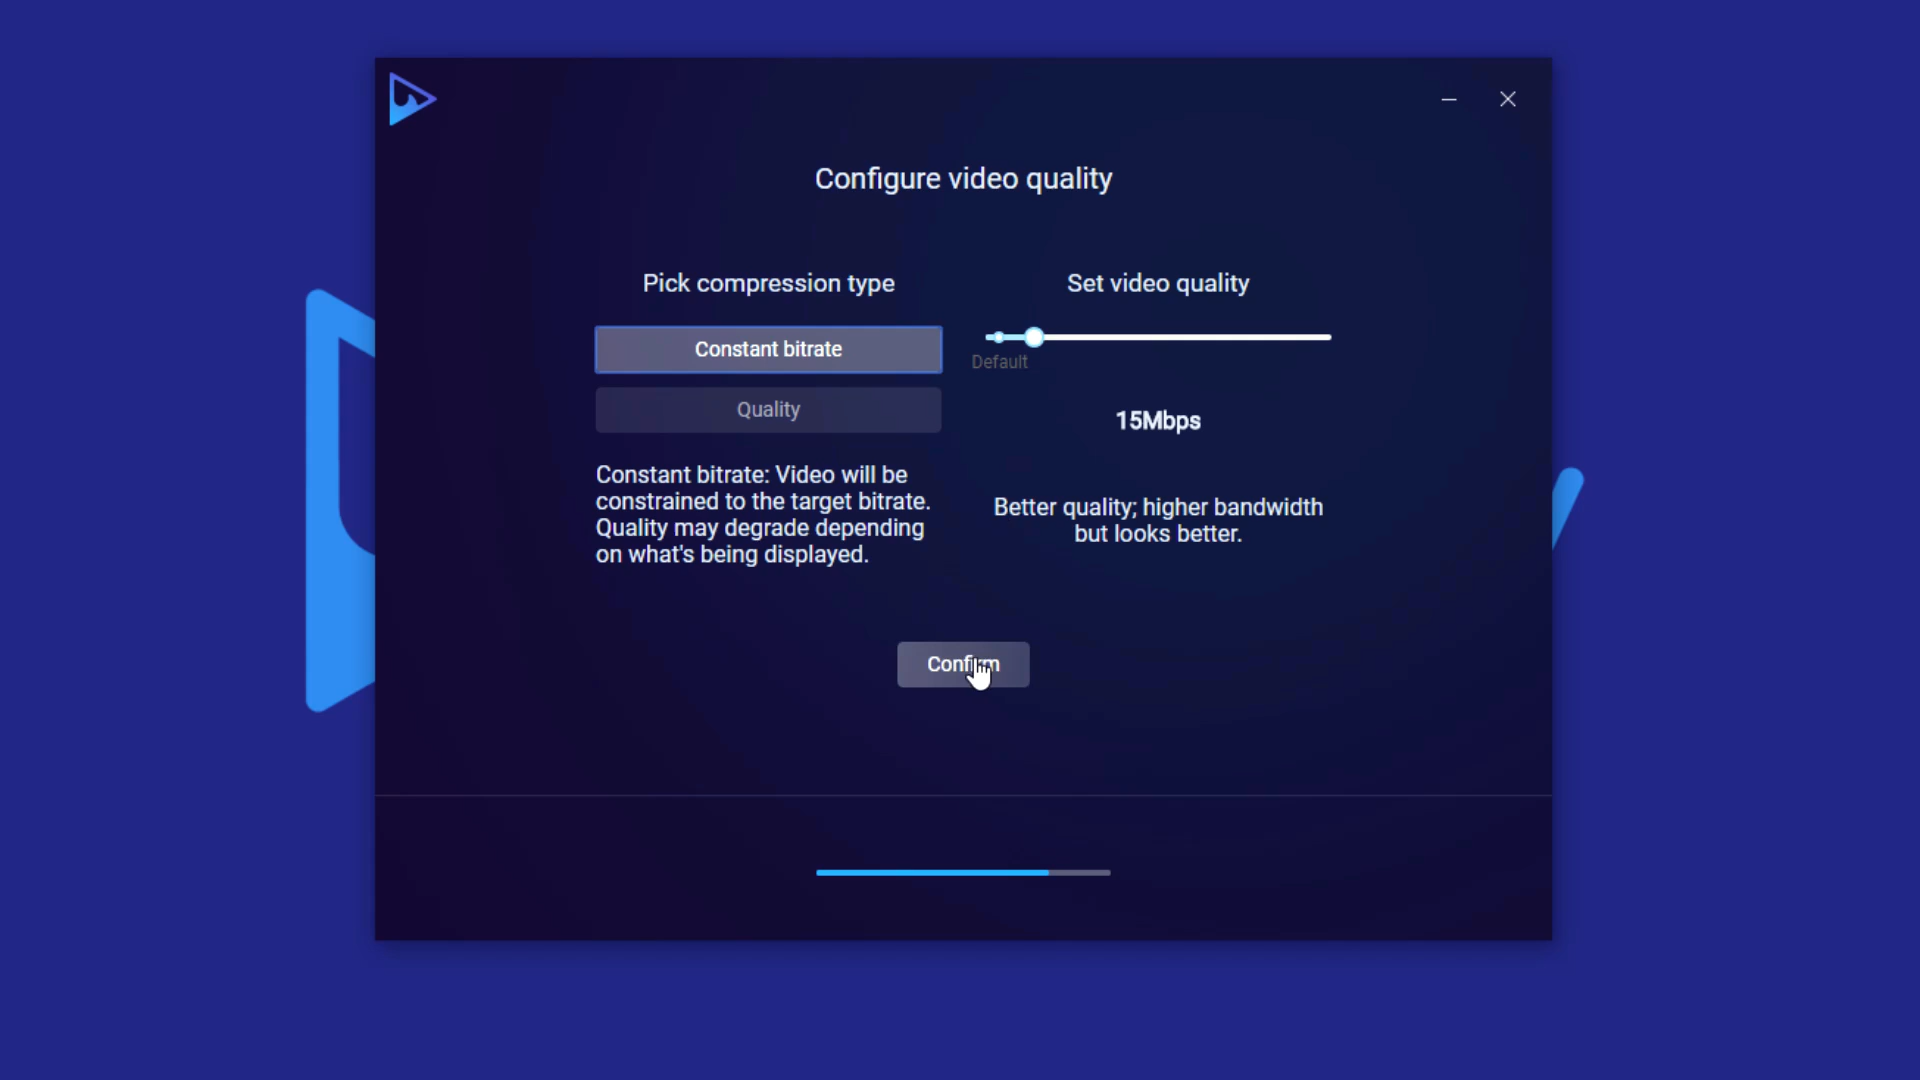 Configure video quality
Pick compression type
Set video quality
Constant bitrate
Default
Quality
15Mbps
Constant bitrate: Video will be
constrained to the target bitrate.
Quality may degrade depending
on what's being displayed.
Better quality; higher bandwidth
but looks better.
Confirm